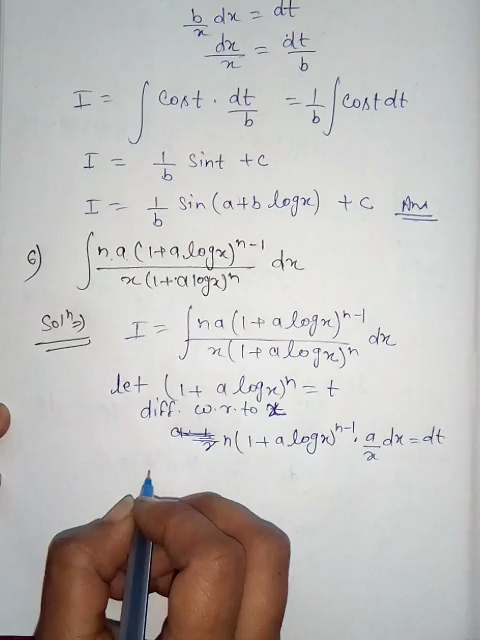 b/x dx = dt
dx/x = dt/b
I = ∫ cost · dt/b = 1/b ∫ cost dt
I = 1/b sint + c
I = 1/b sin(a+b logx) + c Ans
6) ∫ n.a (1+a logx)^n-1 / x(1+a logx)^n dx
Solⁿ⇒ I = ∫ na(1+a logx)^n-1 / x(1+a logx)^n dx
let (1+ a logx)^n = t
diff. w.r.to x
n(1+a logx)^n-1 · a/x dx = dt